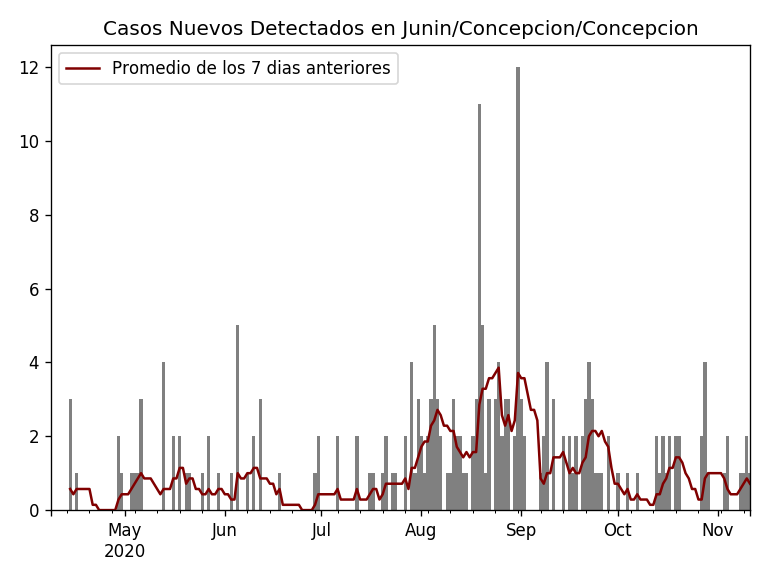 Casos Nuevos Detectados en Junin/Concepcion/Concepcion
Promedio de los 7 dias anteriores
12
10
8
6
4
2
0
May Jun Jul Aug Sep Oct Nov
2020